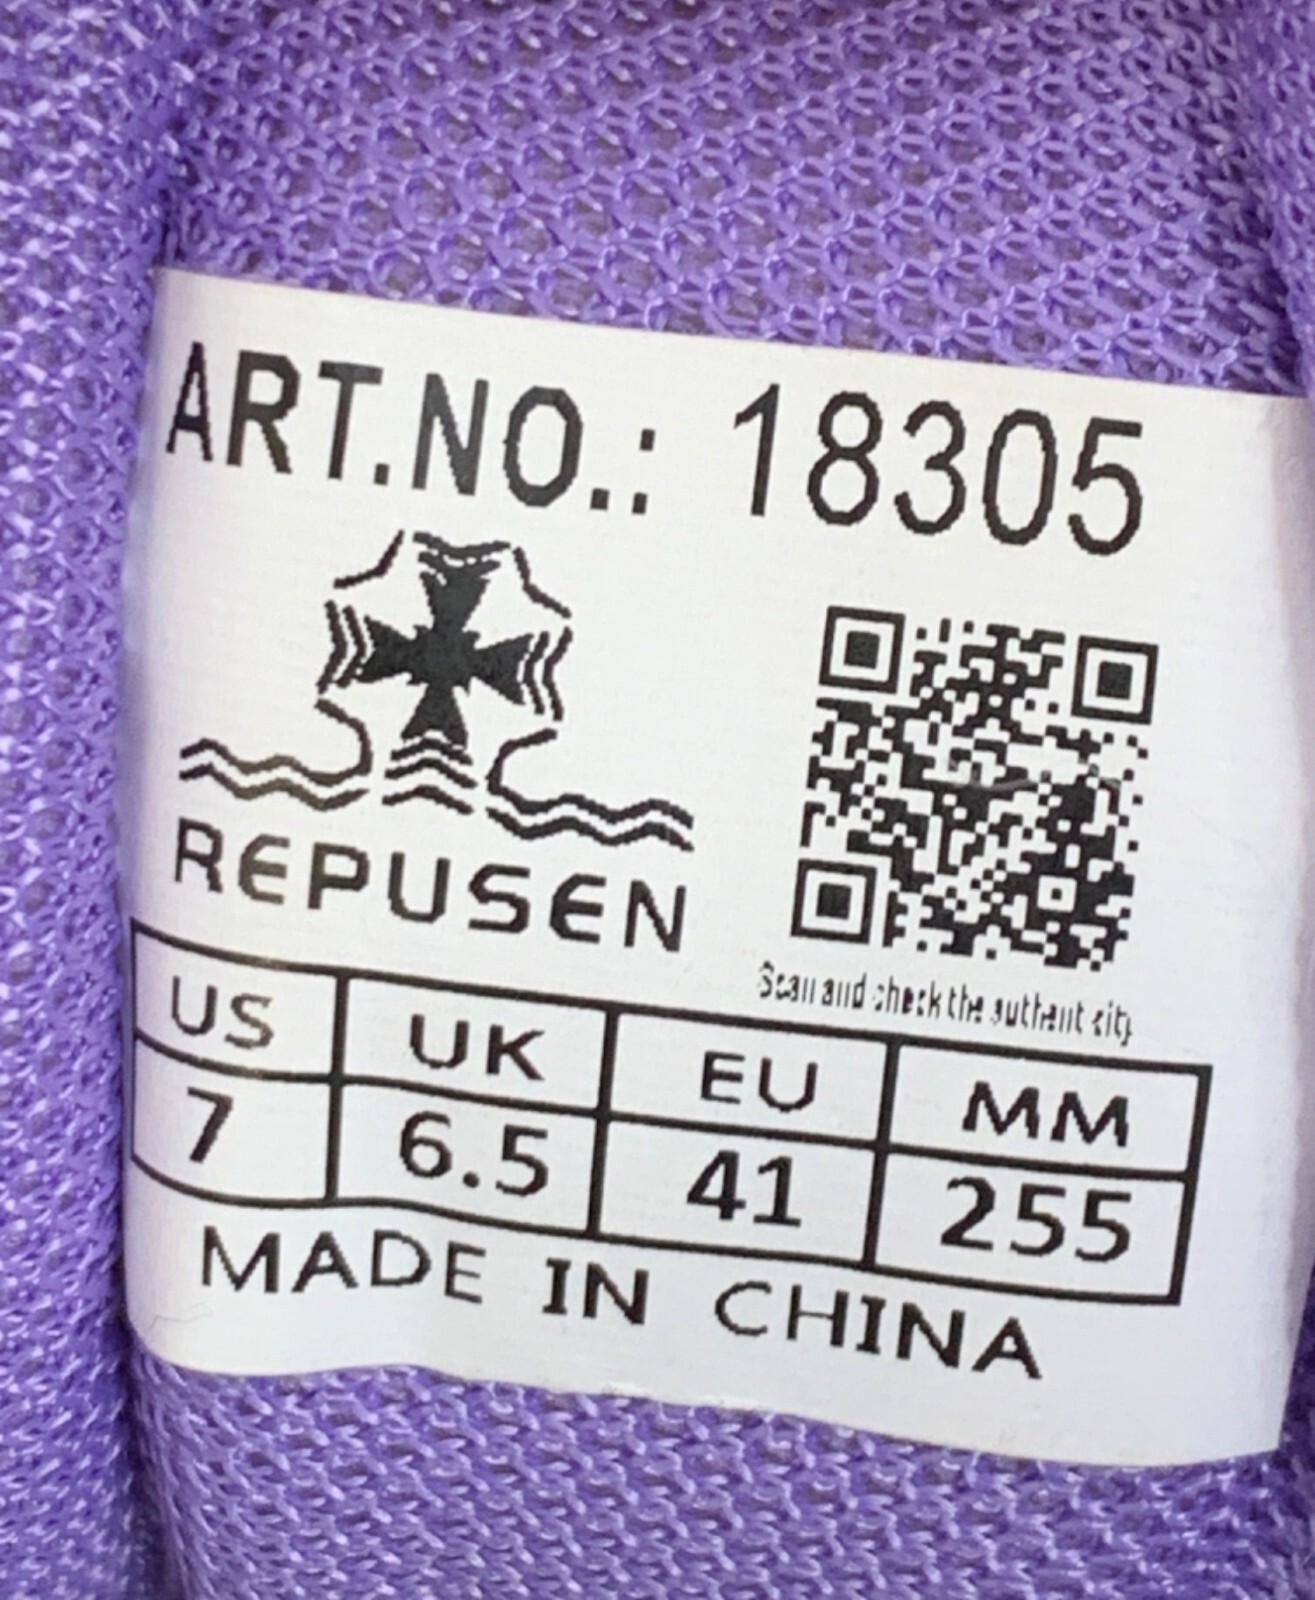 ART.NO.: 18305
REPUSEN
Scan and check the authenticity
US UK EU MM
7 6.5 41 255
MADE IN CHINA